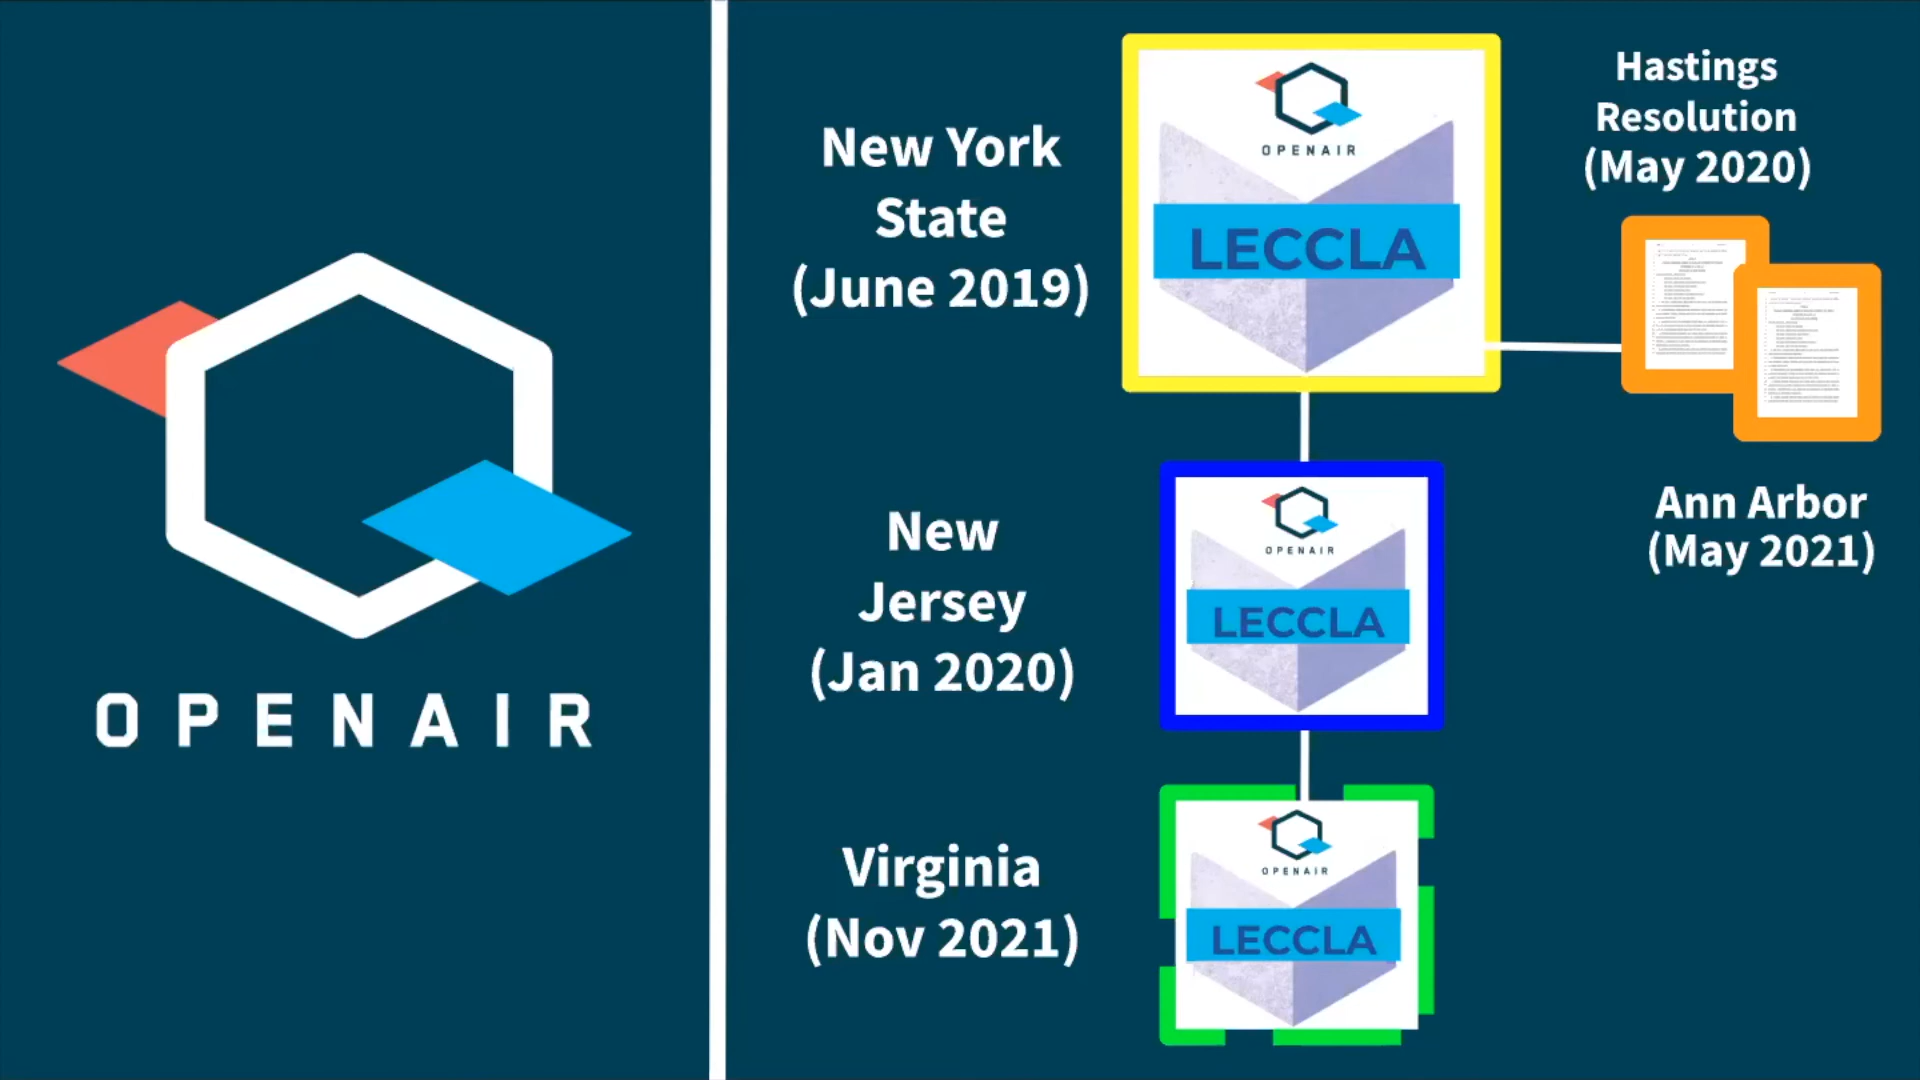 OPENAIR
New York
State
(June 2019)
OPENAIR
LECCLA
Hastings
Resolution
(May 2020)
Ann Arbor
(May 2021)
New
Jersey
(Jan 2020)
OPENAIR
LECCLA
Virginia
(Nov 2021)
OPENAIR
LECCLA